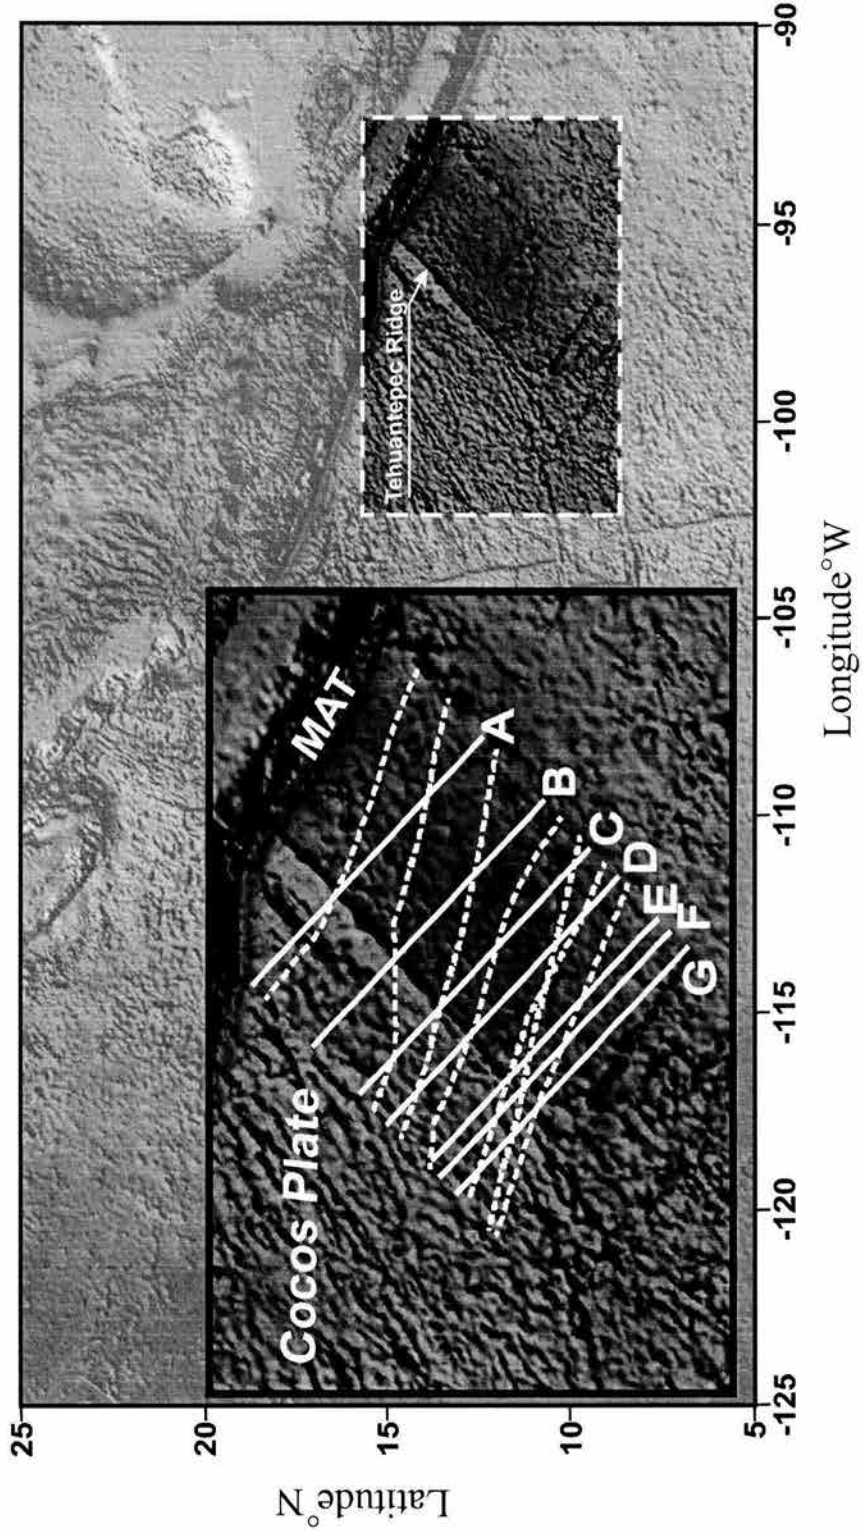 25
20
15
10
5
Latitude°N
-125
-120
-115
-110
-105
-100
-95
-90
Longitude°W
Cocos Plate
MAT
A
B
C
D
E
F
G
Tehuantepec Ridge